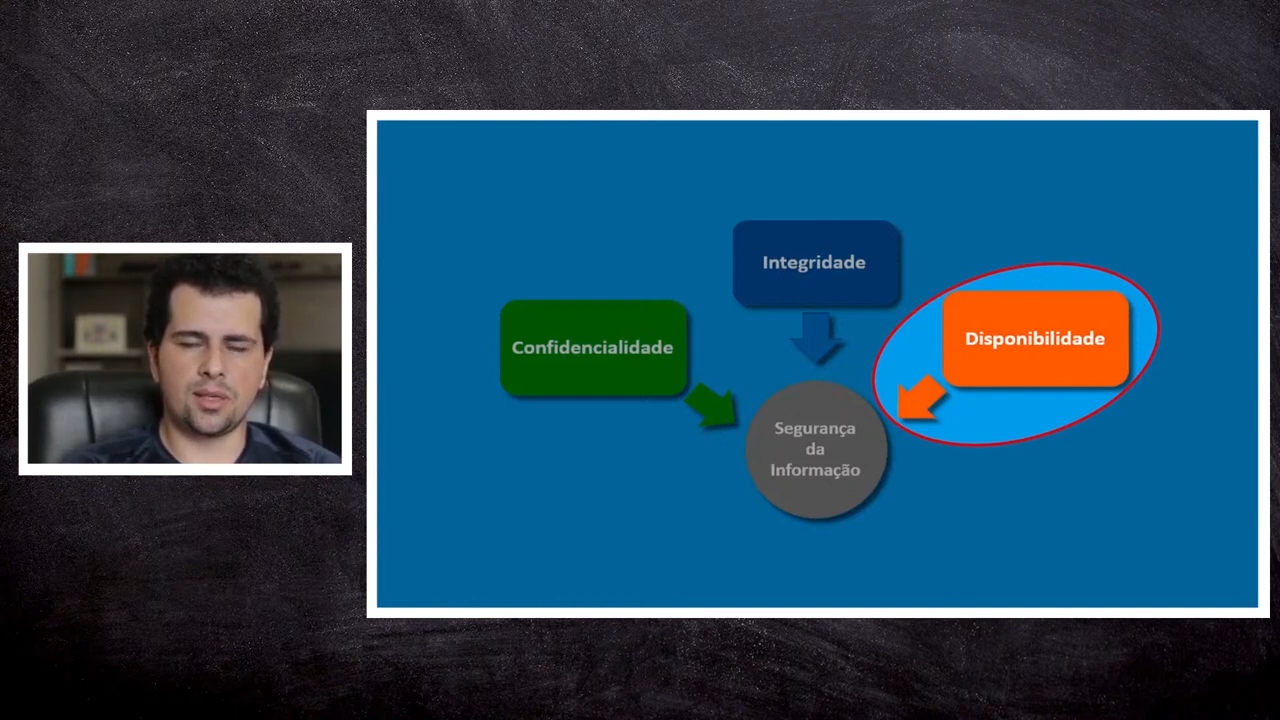 Integridade
Confidencialidade
Disponibilidade
Segurança
da
Informação